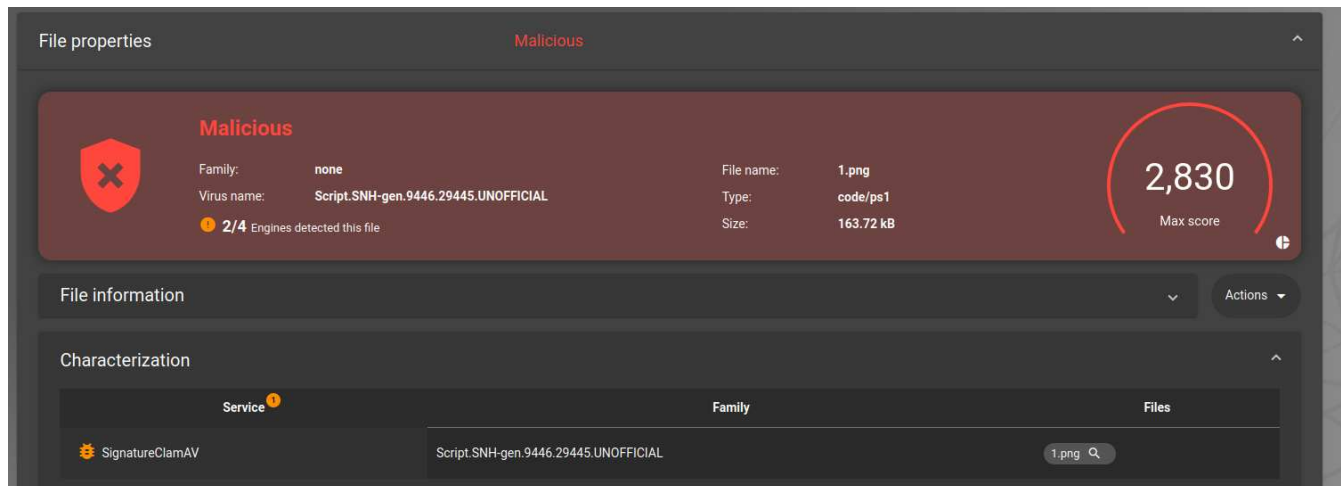 File properties Malicious
Malicious
Family: none File name: 1.png
Virus name: Script.SNH-gen.9446.29445.UNOFFICIAL Type: code/ps1
2/4 Engines detected this file Size: 163.72 kB
2,830
Max score
File information Actions
Characterization
Service 1 Family Files
SignatureClamAV Script.SNH-gen.9446.29445.UNOFFICIAL 1.png